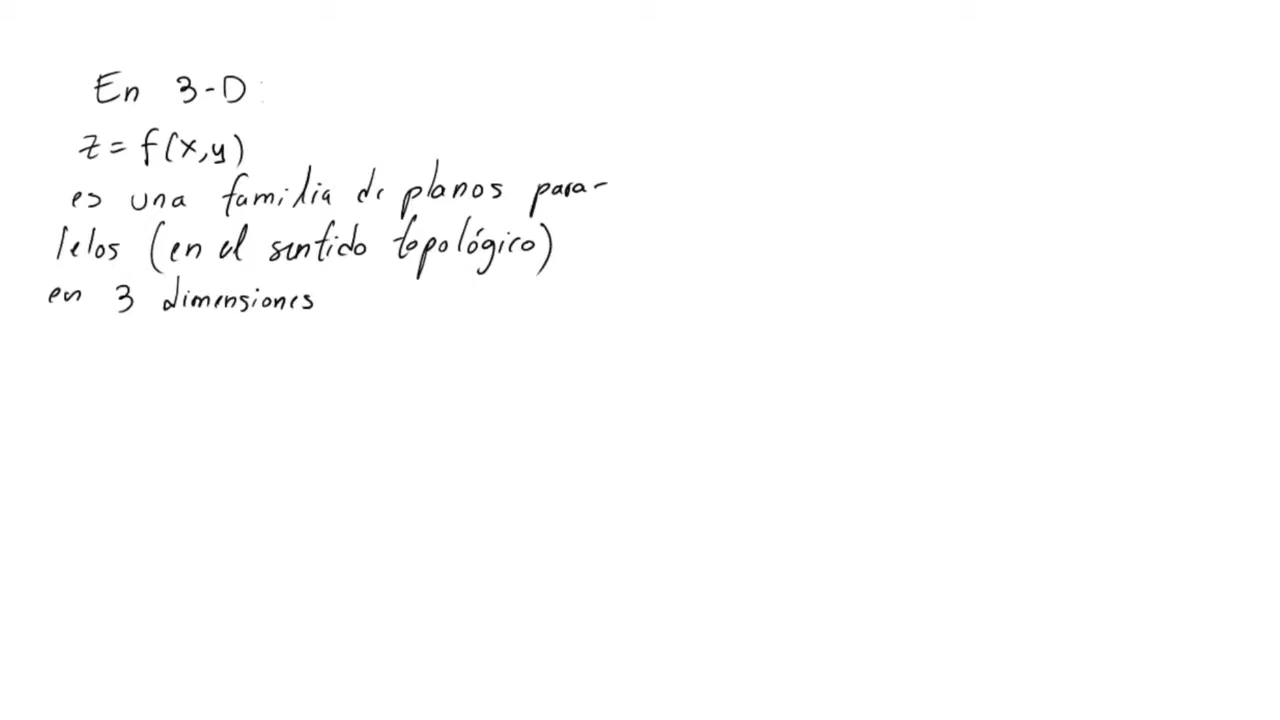 En 3-D:
z = f(x,y)
es una familia de planos para-
lelos (en el sentido topológico)
en 3 dimensiones